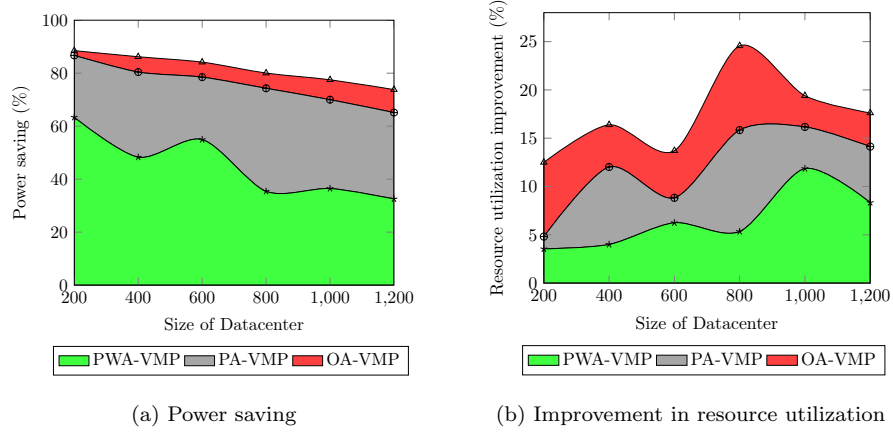 100
80
60
40
20
0
200 400 600 800 1,000 1,200
Power saving (%)
Size of Datacenter
PWA-VMP PA-VMP OA-VMP
(a) Power saving
25
20
15
10
5
0
200 400 600 800 1,000 1,200
Resource utilization improvement (%)
Size of Datacenter
PWA-VMP PA-VMP OA-VMP
(b) Improvement in resource utilization